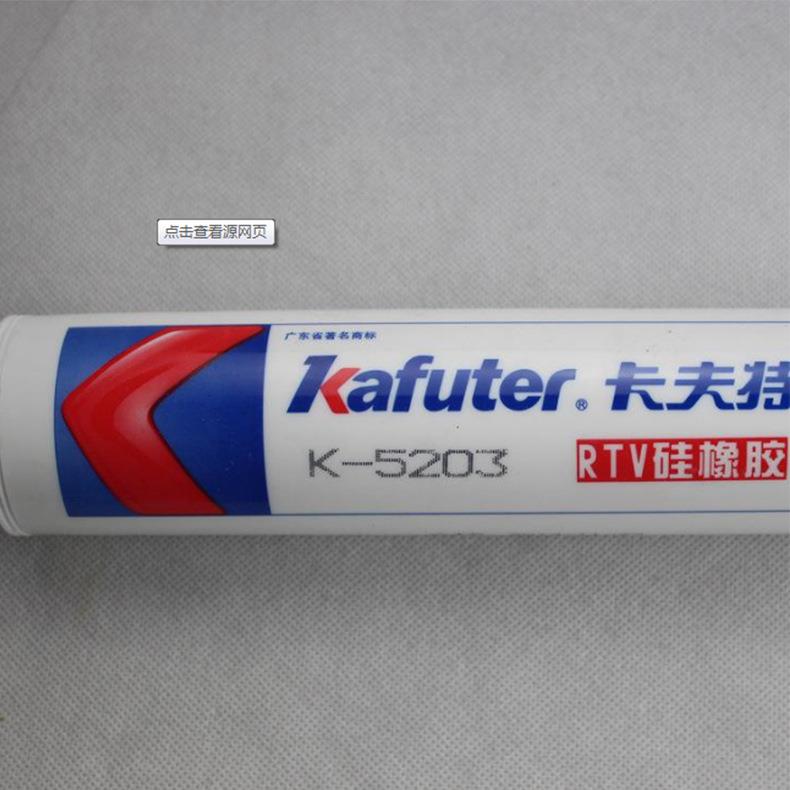 点击查看源网页
广东省著名商标
Kafuter® 卡夫特
K-5203
RTV硅橡胶